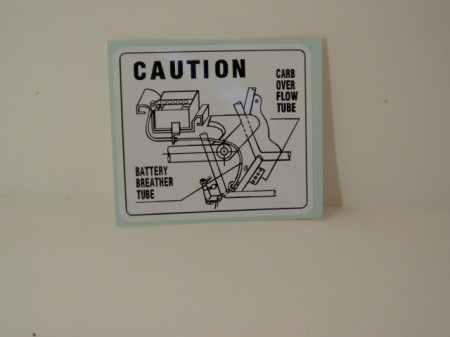 CAUTION
CARB
OVER
FLOW
TUBE
BATTERY
BREATHER
TUBE